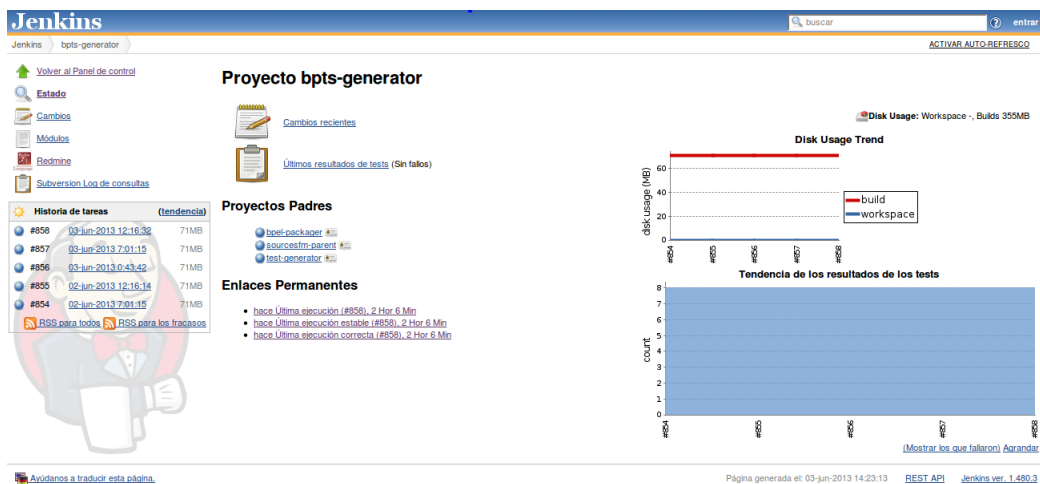 Jenkins
buscar
entrar
Jenkins bpts-generator
ACTIVAR AUTO-REFRESCO
Volver al Panel de control
Estado
Cambios
Módulos
Redmine
Subversion Log de consultas
Historia de tareas (tendencia)
#858 03-jun-2013 12:16:32 71MB
#857 03-jun-2013 7:01:15 71MB
#856 03-jun-2013 0:43:42 71MB
#855 02-jun-2013 12:16:14 71MB
#854 02-jun-2013 7:01:15 71MB
RSS para todos RSS para los fracasos
Proyecto bpts-generator
Cambios recientes
Últimos resultados de tests (Sin fallos)
Proyectos Padres
bpel-packager
sourcesfm-parent
test-generator
Enlaces Permanentes
hace Última ejecución (#858), 2 Hor 6 Min
hace Última ejecución estable (#858), 2 Hor 6 Min
hace Última ejecución correcta (#858), 2 Hor 6 Min
Disk Usage: Workspace -, Builds 355MB
Disk Usage Trend
disk usage (MB)
60
40
20
0
#854 #855 #856 #857 #858
build
workspace
Tendencia de los resultados de los tests
count
8
7
6
5
4
3
2
1
0
#854 #855 #856 #857 #858
(Mostrar los que fallaron) Agrandar
Ayúdanos a traducir esta página.
Página generada el: 03-jun-2013 14:23:13 REST API Jenkins ver. 1.480.3